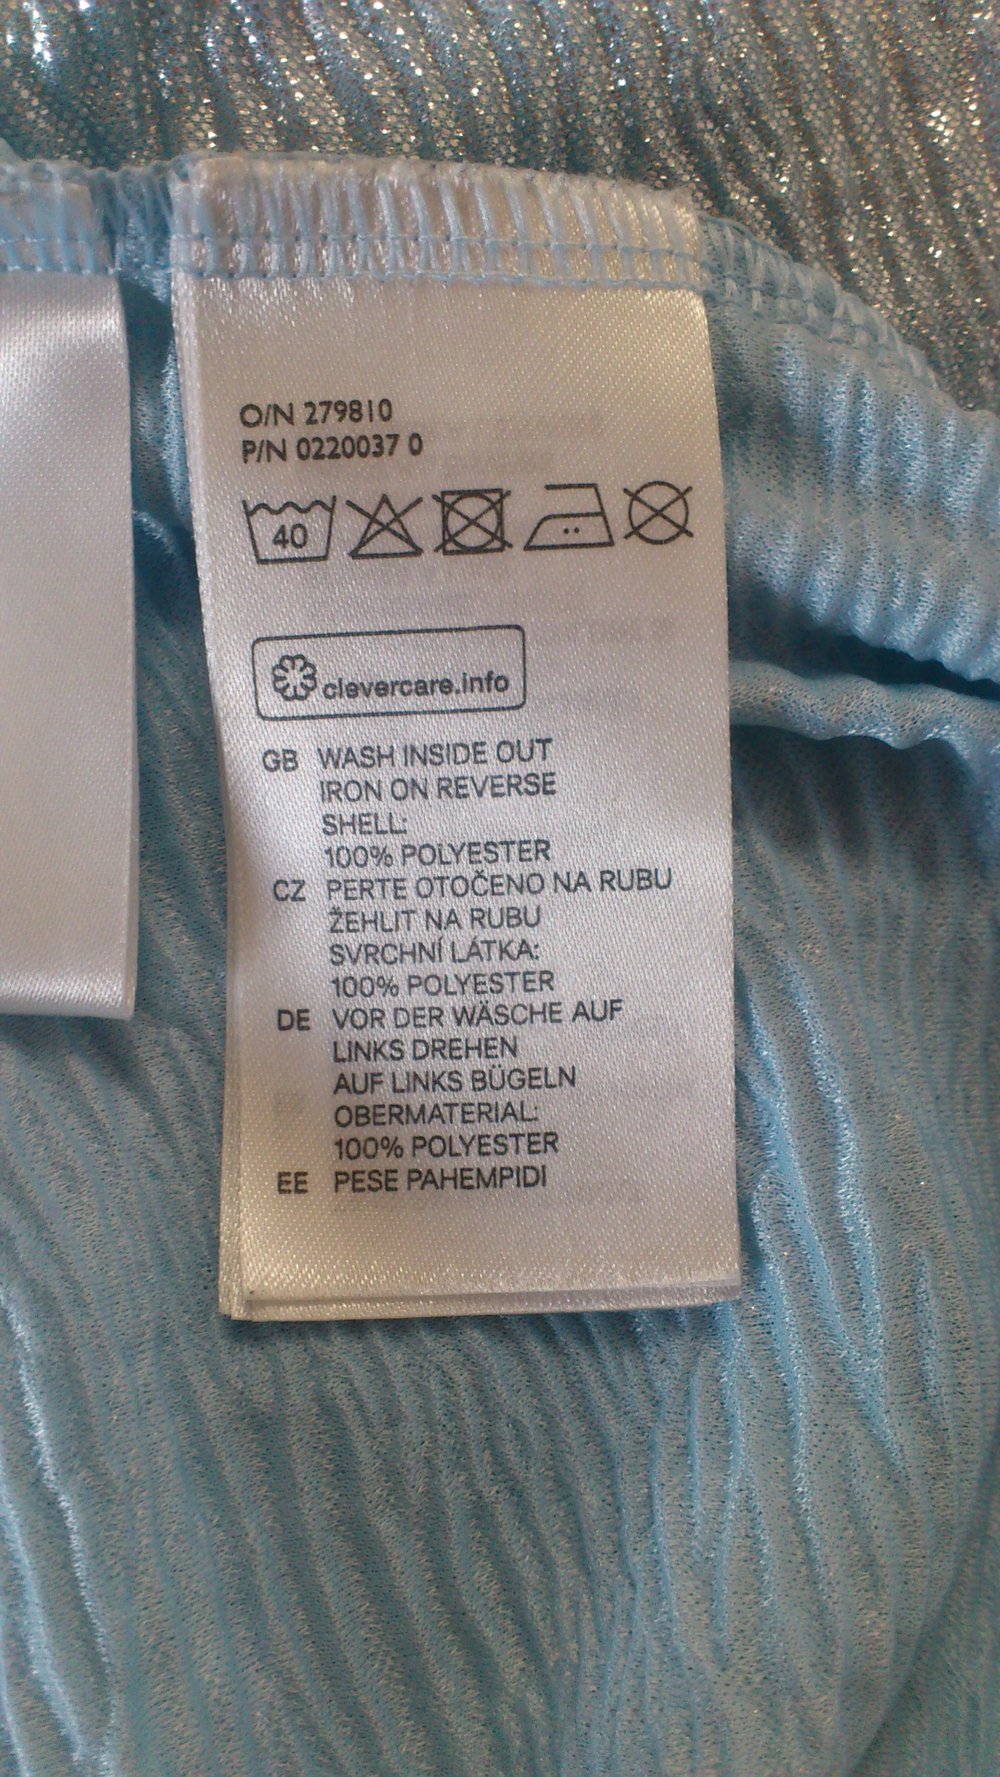 O/N 279810
P/N 0220037 0
40
clevercare.info
GB WASH INSIDE OUT
IRON ON REVERSE
SHELL:
100% POLYESTER
CZ PERTE OTOČENO NA RUBU
ŽEHLIT NA RUBU
SVRCHNÍ LÁTKA:
100% POLYESTER
DE VOR DER WÄSCHE AUF
LINKS DREHEN
AUF LINKS BÜGELN
OBERMATERIAL:
100% POLYESTER
EE PESE PAHEMPIDI